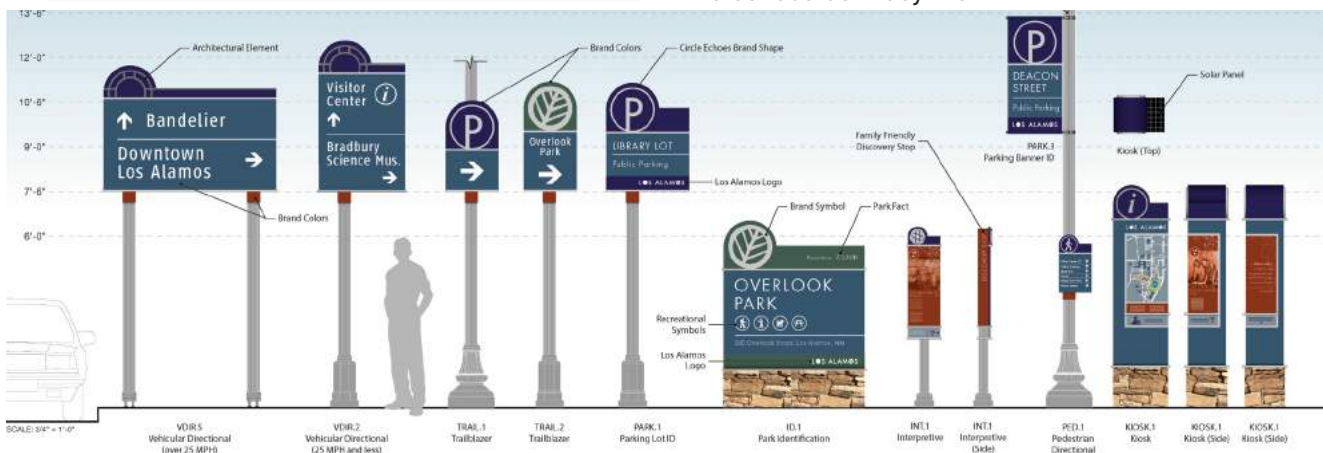 13'-6"
12'-0"
10'-6"
9'-0"
7'-6"
6'-0"
SCALE: 3/4" = 1'-0"
Architectural Element
↑ Bandelier
Downtown
Los Alamos →
Brand Colors
VDIR.5
Vehicular Directional
(over 25 MPH)
Visitor
Center i
↑
Bradbury
Science Mus.
→
VDIR.2
Vehicular Directional
(25 MPH and less)
Brand Colors
P
→
TRAIL.1
Trailblazer
Overlook
Park
→
TRAIL.2
Trailblazer
Circle Echoes Brand Shape
P
LIBRARY LOT
Public Parking
LOS ALAMOS
Los Alamos Logo
PARK.1
Parking Lot ID
Brand Symbol
Park Fact
OVERLOOK
PARK
Recreational
Symbols
Los Alamos
Logo
LOS ALAMOS
ID.1
Park Identification
Family Friendly
Discovery Stop
INT.1
Interpretive
INT.1
Interpretive
(Side)
P
DEACON
STREET
Public Parking
LOS ALAMOS
PARK.3
Parking Banner ID
PED.1
Pedestrian
Directional
Solar Panel
Kiosk (Top)
i
LOS ALAMOS
KIOSK.1
Kiosk
KIOSK.1
Kiosk (Side)
KIOSK.1
Kiosk (Side)